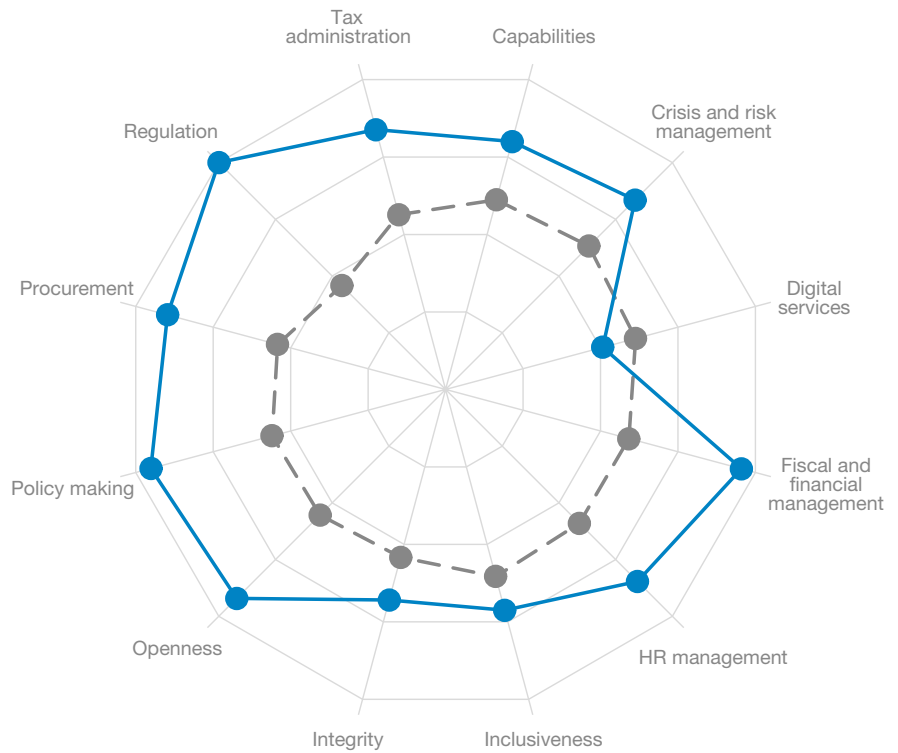 Tax
administration
Capabilities
Crisis and risk
management
Regulation
Procurement
Digital
services
Policy making
Fiscal and
financial
management
Openness
HR management
Integrity
Inclusiveness